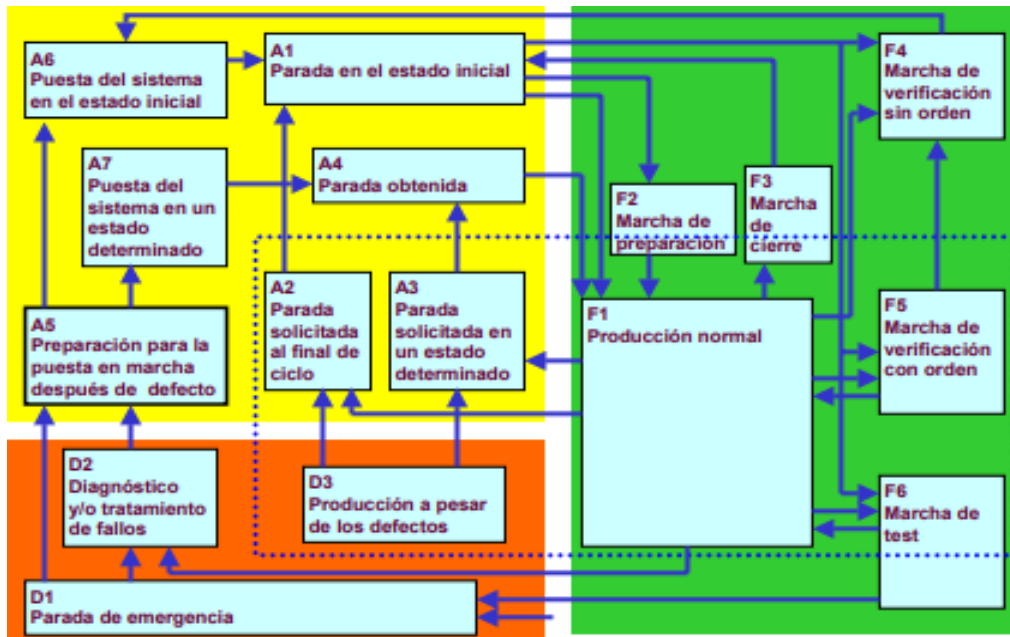 A6
Puesta del sistema
en el estado inicial
A1
Parada en el estado inicial
F4
Marcha de
verificación
sin orden
A7
Puesta del
sistema en un
estado
determinado
A4
Parada obtenida
F2
Marcha de
preparación
F3
Marcha
de
cierre
A2
Parada
solicitada
al final de
ciclo
A3
Parada
solicitada en
un estado
determinado
F1
Producción normal
F5
Marcha de
verificación
con orden
A5
Preparación para la
puesta en marcha
después de defecto
D2
Diagnóstico
y/o tratamiento
de fallos
D3
Producción a pesar
de los defectos
F6
Marcha de
test
D1
Parada de emergencia